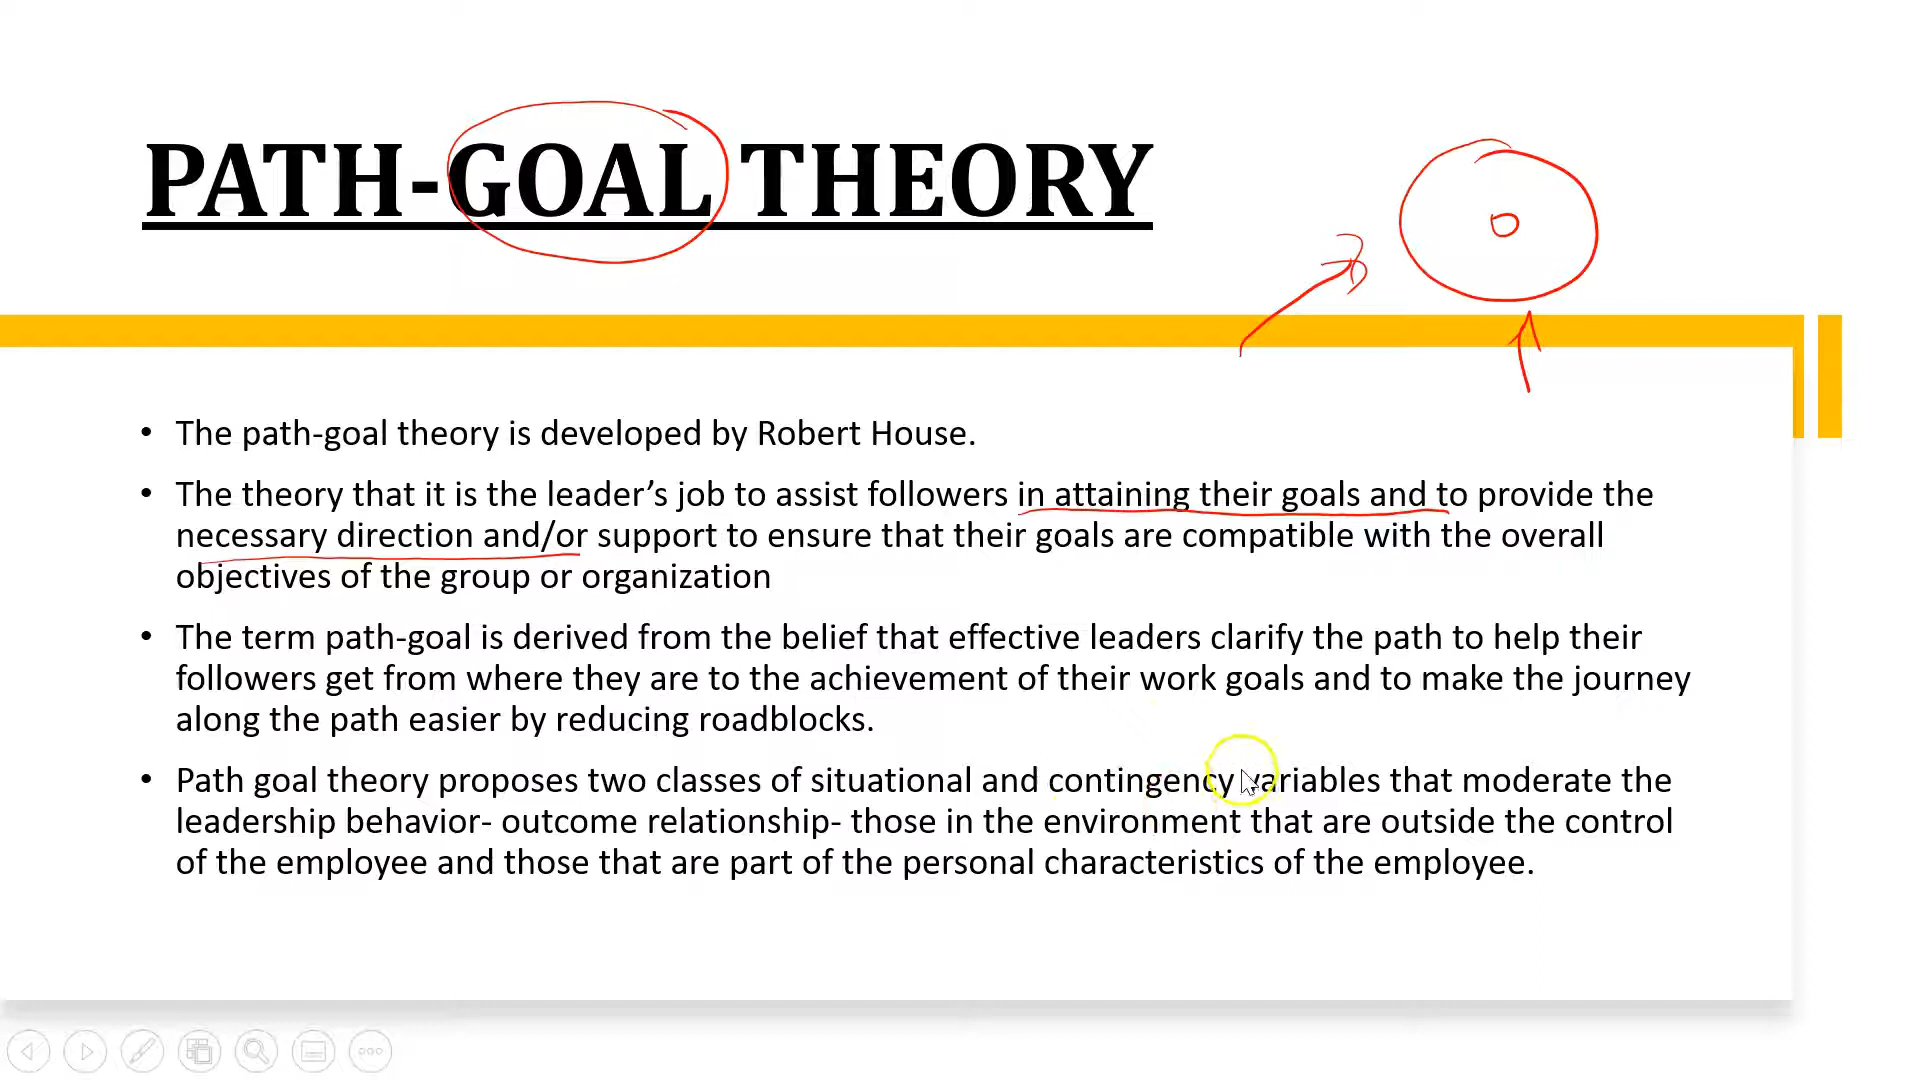 PATH-GOAL THEORY
• The path-goal theory is developed by Robert House.
• The theory that it is the leader’s job to assist followers in attaining their goals and to provide the
necessary direction and/or support to ensure that their goals are compatible with the overall
objectives of the group or organization
• The term path-goal is derived from the belief that effective leaders clarify the path to help their
followers get from where they are to the achievement of their work goals and to make the journey
along the path easier by reducing roadblocks.
• Path goal theory proposes two classes of situational and contingency variables that moderate the
leadership behavior- outcome relationship- those in the environment that are outside the control
of the employee and those that are part of the personal characteristics of the employee.